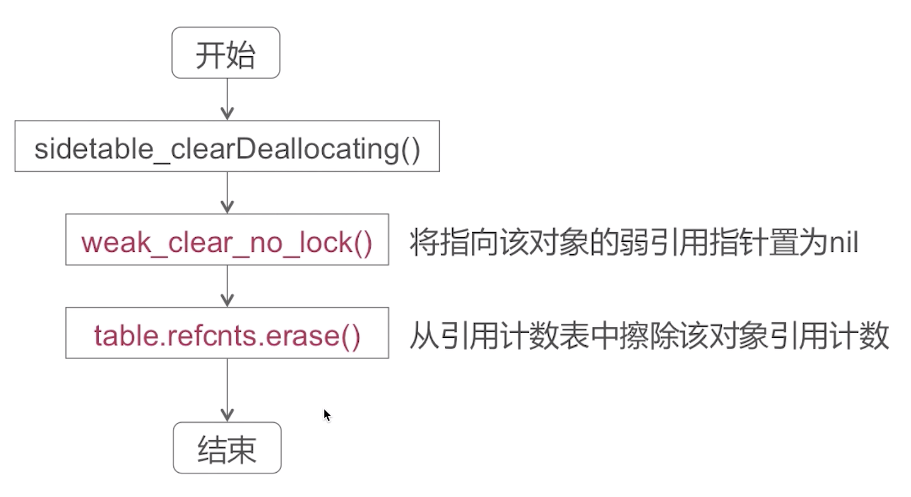 开始
sidetable_clearDeallocating()
weak_clear_no_lock() 将指向该对象的弱引用指针置为nil
table.refcnts.erase() 从引用计数表中擦除该对象引用计数
结束